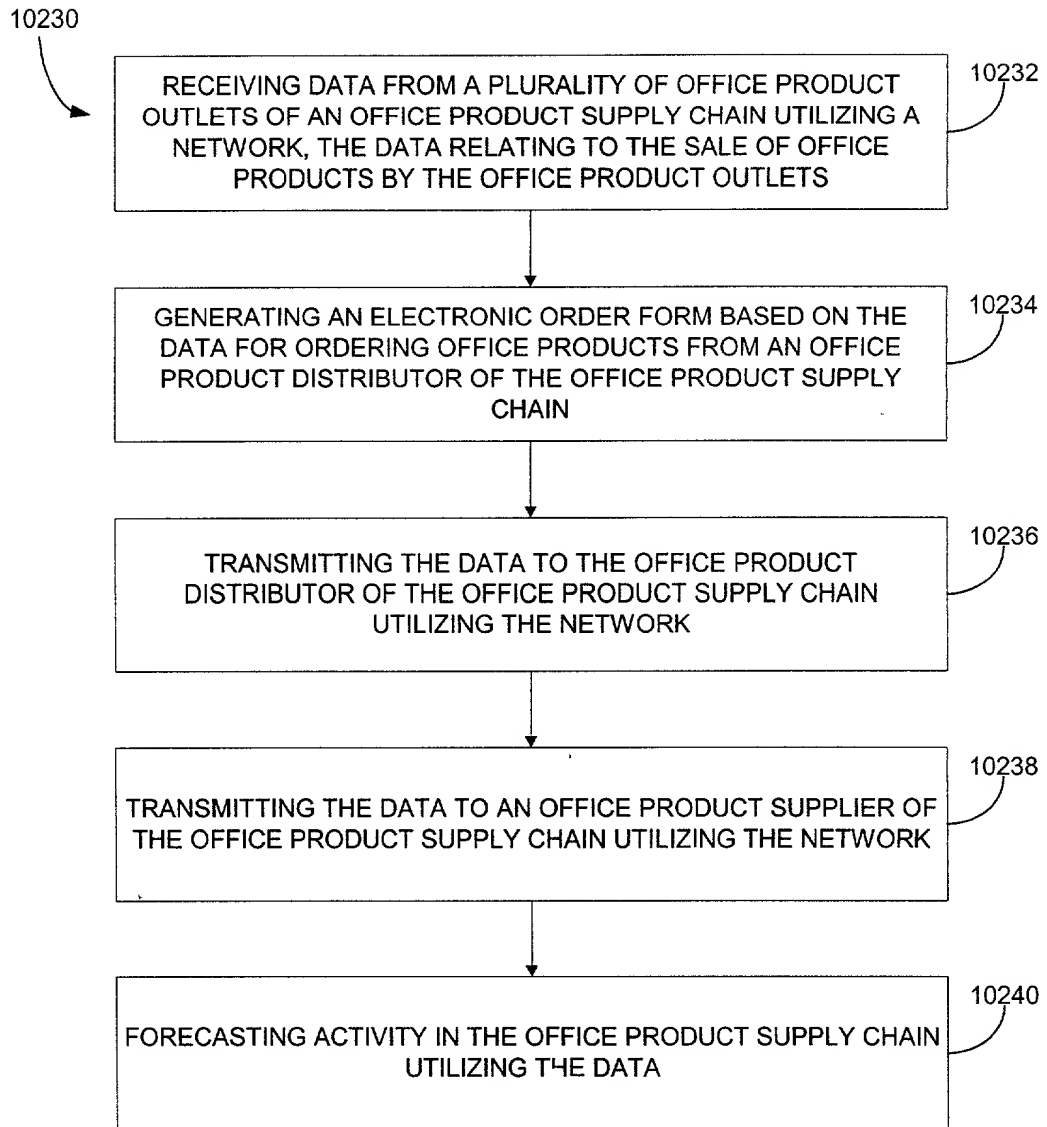 10230
RECEIVING DATA FROM A PLURALITY OF OFFICE PRODUCT
OUTLETS OF AN OFFICE PRODUCT SUPPLY CHAIN UTILIZING A
NETWORK, THE DATA RELATING TO THE SALE OF OFFICE
PRODUCTS BY THE OFFICE PRODUCT OUTLETS
10232
GENERATING AN ELECTRONIC ORDER FORM BASED ON THE
DATA FOR ORDERING OFFICE PRODUCTS FROM AN OFFICE
PRODUCT DISTRIBUTOR OF THE OFFICE PRODUCT SUPPLY
CHAIN
10234
TRANSMITTING THE DATA TO THE OFFICE PRODUCT
DISTRIBUTOR OF THE OFFICE PRODUCT SUPPLY CHAIN
UTILIZING THE NETWORK
10236
TRANSMITTING THE DATA TO AN OFFICE PRODUCT SUPPLIER OF
THE OFFICE PRODUCT SUPPLY CHAIN UTILIZING THE NETWORK
10238
FORECASTING ACTIVITY IN THE OFFICE PRODUCT SUPPLY CHAIN
UTILIZING THE DATA
10240